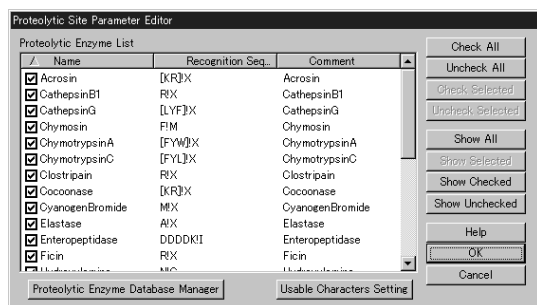 Proteolytic Site Parameter Editor
Proteolytic Enzyme List
Name Recognition Seq... Comment
Acrosin [KR]!X Acrosin
CathepsinB1 R!X CathepsinB1
CathepsinG [LYF]!X CathepsinG
Chymosin F!M Chymosin
ChymotrypsinA [FYW]!X ChymotrypsinA
ChymotrypsinC [FYL]!X ChymotrypsinC
Clostripain R!X Clostripain
Cocoonase [KR]!X Cocoonase
CyanogenBromide M!X CyanogenBromide
Elastase A!X Elastase
Enteropeptidase DDDDK!I Enteropeptidase
Ficin R!X Ficin
Hydroxylamine N!G Hydroxylamine
Proteolytic Enzyme Database Manager
Usable Characters Setting
Check All
Uncheck All
Check Selected
Uncheck Selected
Show All
Show Selected
Show Checked
Show Unchecked
Help
OK
Cancel